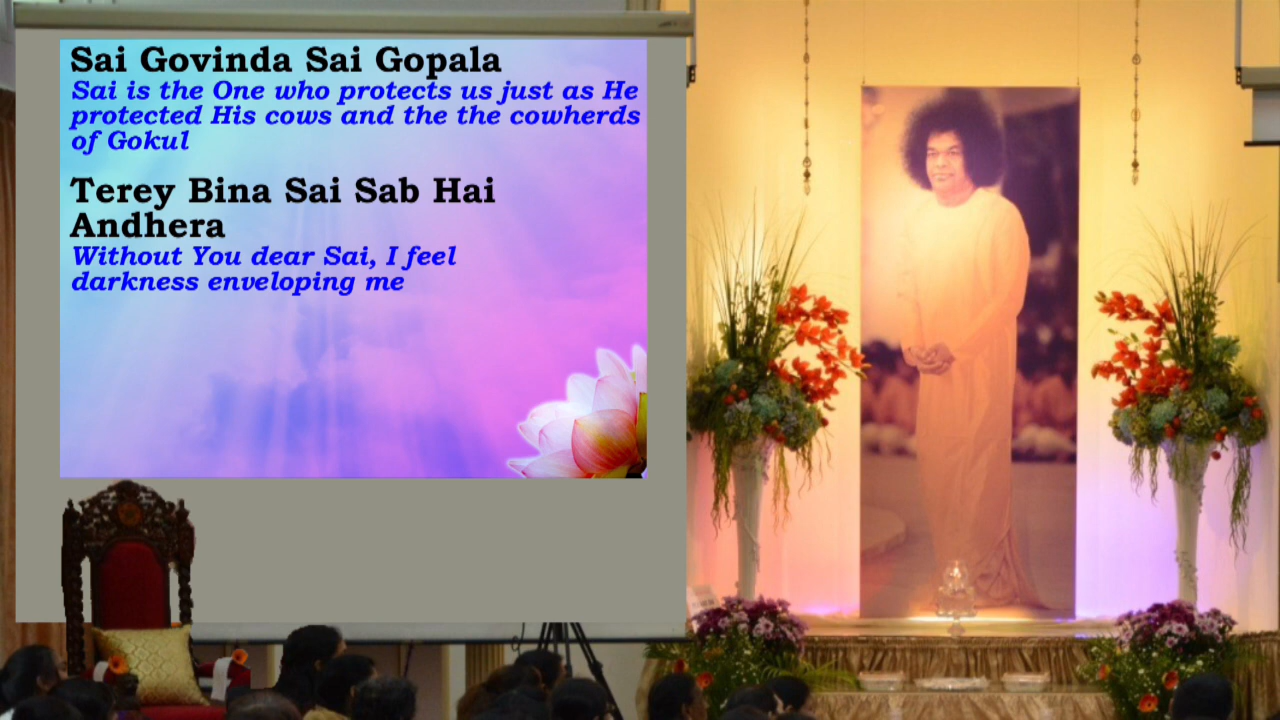 Sai Govinda Sai Gopala
Sai is the One who protects us just as He
protected His cows and the the cowherds
of Gokul
Terey Bina Sai Sab Hai
Andhera
Without You dear Sai, I feel
darkness enveloping me